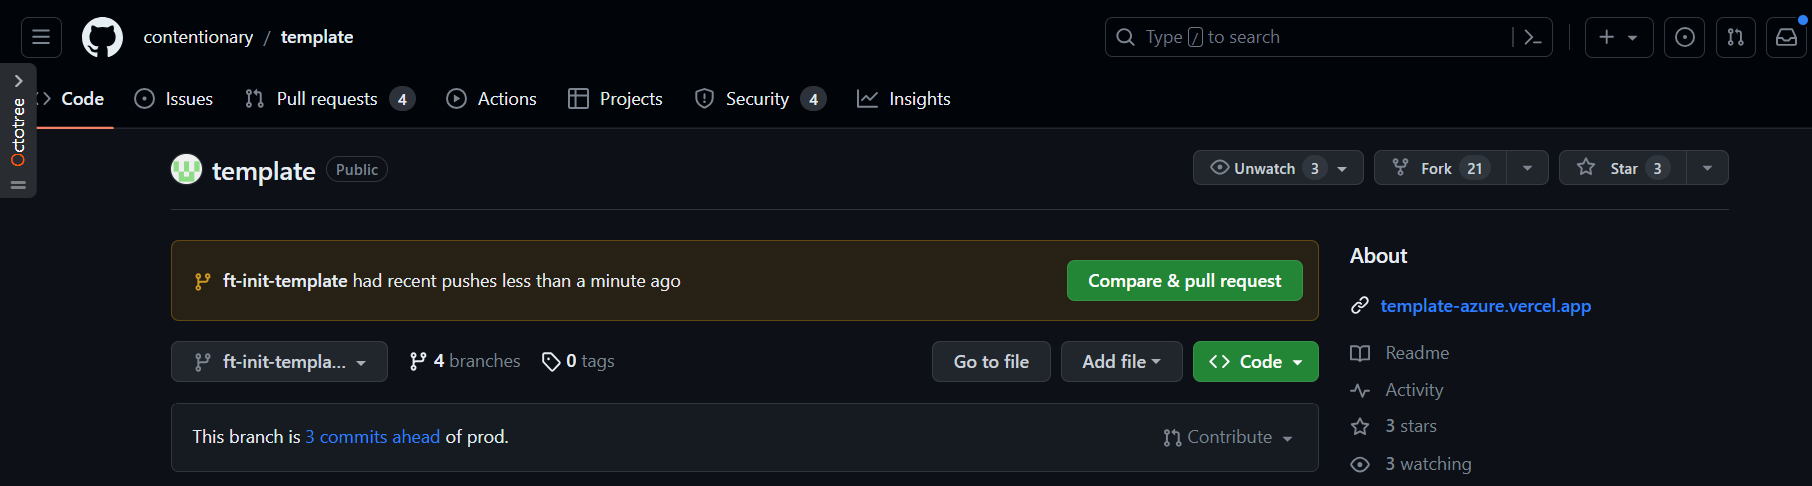 contentionary / template
Type / to search
Code Issues Pull requests 4 Actions Projects Security 4 Insights
Octotree
template Public
Unwatch 3 Fork 21 Star 3
ft-init-template had recent pushes less than a minute ago
Compare & pull request
ft-init-templa... 4 branches 0 tags
Go to file Add file Code
This branch is 3 commits ahead of prod.
Contribute
About
template-azure.vercel.app
Readme
Activity
3 stars
3 watching